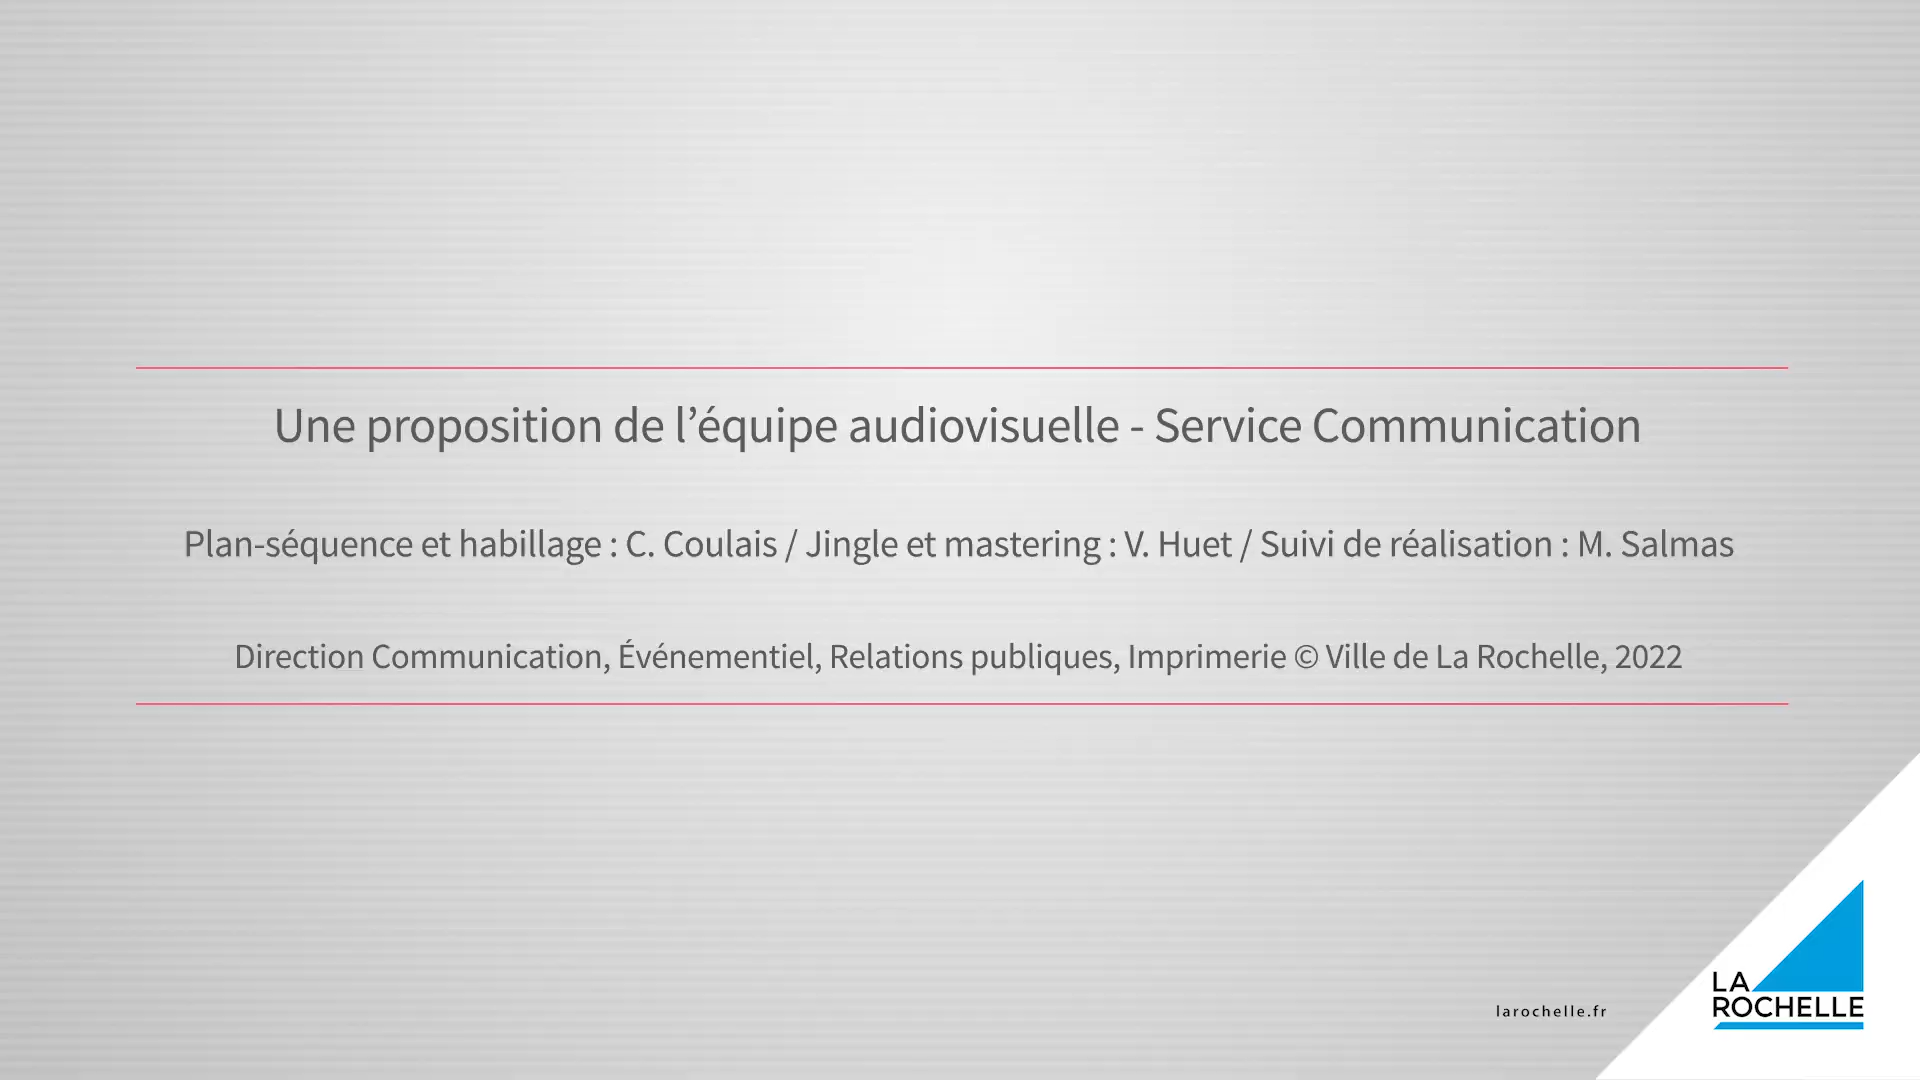 Une proposition de l’équipe audiovisuelle - Service Communication
Plan-séquence et habillage : C. Coulais / Jingle et mastering : V. Huet / Suivi de réalisation : M. Salmas
Direction Communication, Événementiel, Relations publiques, Imprimerie © Ville de La Rochelle, 2022
larochelle.fr
LA
ROCHELLE